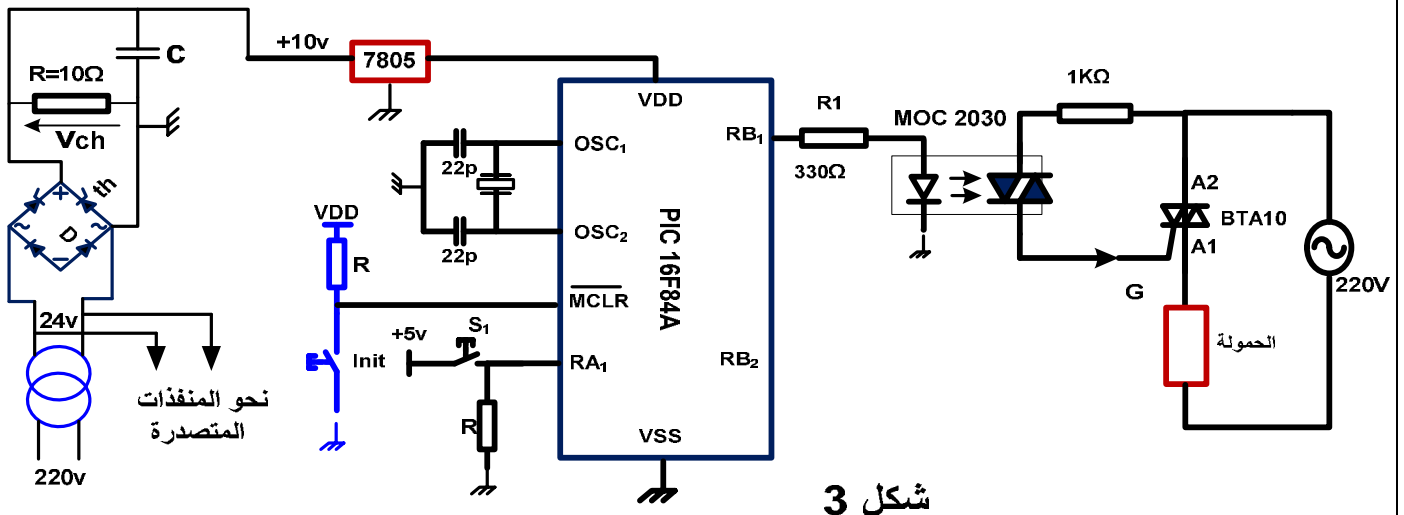 +10v
7805
C
R=10Ω
Vch
th
D
24v
220v
نحو المنفذات
المتصدرة
VDD
R
Init
22p
22p
+5v
S1
R
VDD
OSC1
OSC2
MCLR
RA1
VSS
PIC 16F84A
RB1
RB2
R1
330Ω
MOC 2030
1KΩ
A2
BTA10
A1
G
220V
الحمولة
شكل 3